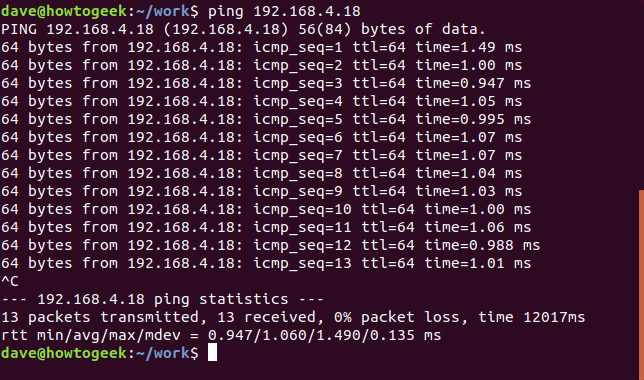 dave@howtogeek:~/work$ ping 192.168.4.18
PING 192.168.4.18 (192.168.4.18) 56(84) bytes of data.
64 bytes from 192.168.4.18: icmp_seq=1 ttl=64 time=1.49 ms
64 bytes from 192.168.4.18: icmp_seq=2 ttl=64 time=1.00 ms
64 bytes from 192.168.4.18: icmp_seq=3 ttl=64 time=0.947 ms
64 bytes from 192.168.4.18: icmp_seq=4 ttl=64 time=1.05 ms
64 bytes from 192.168.4.18: icmp_seq=5 ttl=64 time=0.995 ms
64 bytes from 192.168.4.18: icmp_seq=6 ttl=64 time=1.07 ms
64 bytes from 192.168.4.18: icmp_seq=7 ttl=64 time=1.07 ms
64 bytes from 192.168.4.18: icmp_seq=8 ttl=64 time=1.04 ms
64 bytes from 192.168.4.18: icmp_seq=9 ttl=64 time=1.03 ms
64 bytes from 192.168.4.18: icmp_seq=10 ttl=64 time=1.00 ms
64 bytes from 192.168.4.18: icmp_seq=11 ttl=64 time=1.06 ms
64 bytes from 192.168.4.18: icmp_seq=12 ttl=64 time=0.988 ms
64 bytes from 192.168.4.18: icmp_seq=13 ttl=64 time=1.01 ms
^C
--- 192.168.4.18 ping statistics ---
13 packets transmitted, 13 received, 0% packet loss, time 12017ms
rtt min/avg/max/mdev = 0.947/1.060/1.490/0.135 ms
dave@howtogeek:~/work$